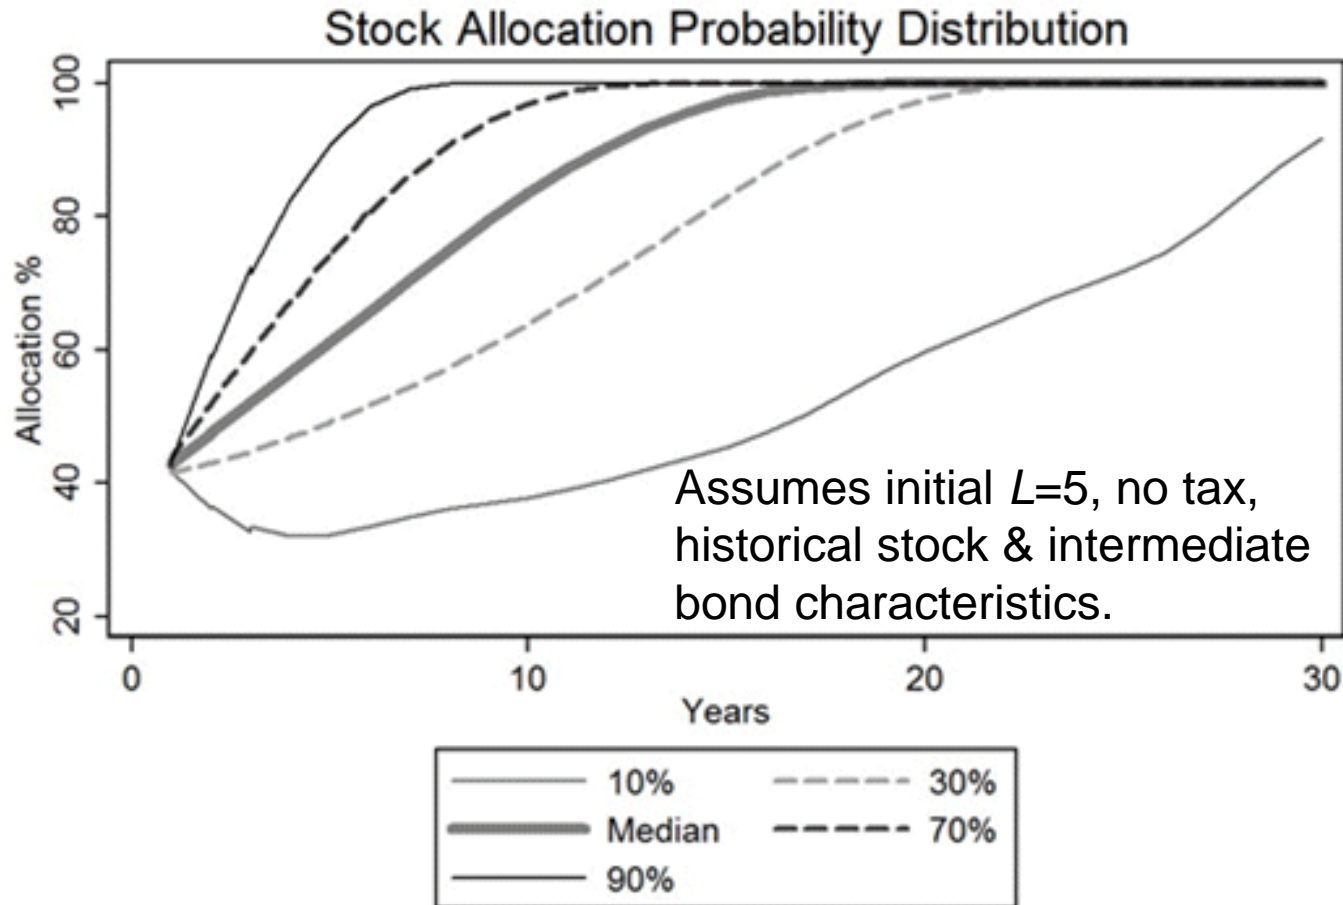 Stock Allocation Probability Distribution
100
80
60
40
20
Allocation %
Assumes initial L=5, no tax,
historical stock & intermediate
bond characteristics.
0 10 20 30
Years
10% 30%
Median 70%
90%